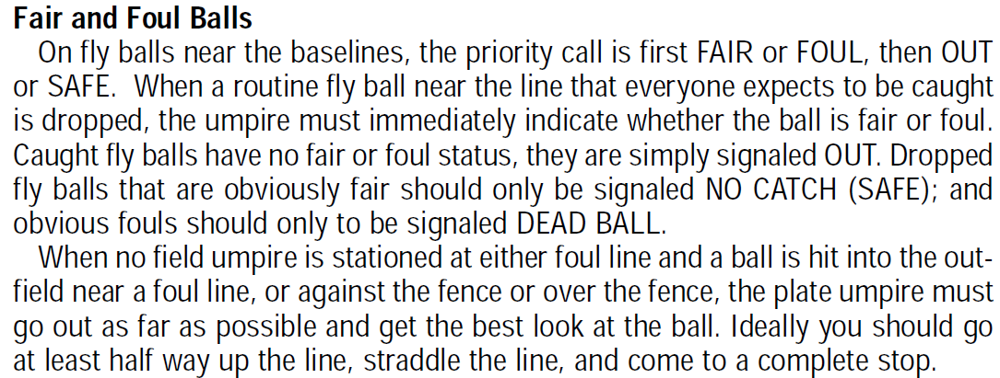 Fair and Foul Balls
On fly balls near the baselines, the priority call is first FAIR or FOUL, then OUT
or SAFE.  When a routine fly ball near the line that everyone expects to be caught
is dropped, the umpire must immediately indicate whether the ball is fair or foul.
Caught fly balls have no fair or foul status, they are simply signaled OUT. Dropped
fly balls that are obviously fair should only be signaled NO CATCH (SAFE); and
obvious fouls should only to be signaled DEAD BALL.
When no field umpire is stationed at either foul line and a ball is hit into the out-
field near a foul line, or against the fence or over the fence, the plate umpire must
go out as far as possible and get the best look at the ball. Ideally you should go
at least half way up the line, straddle the line, and come to a complete stop.